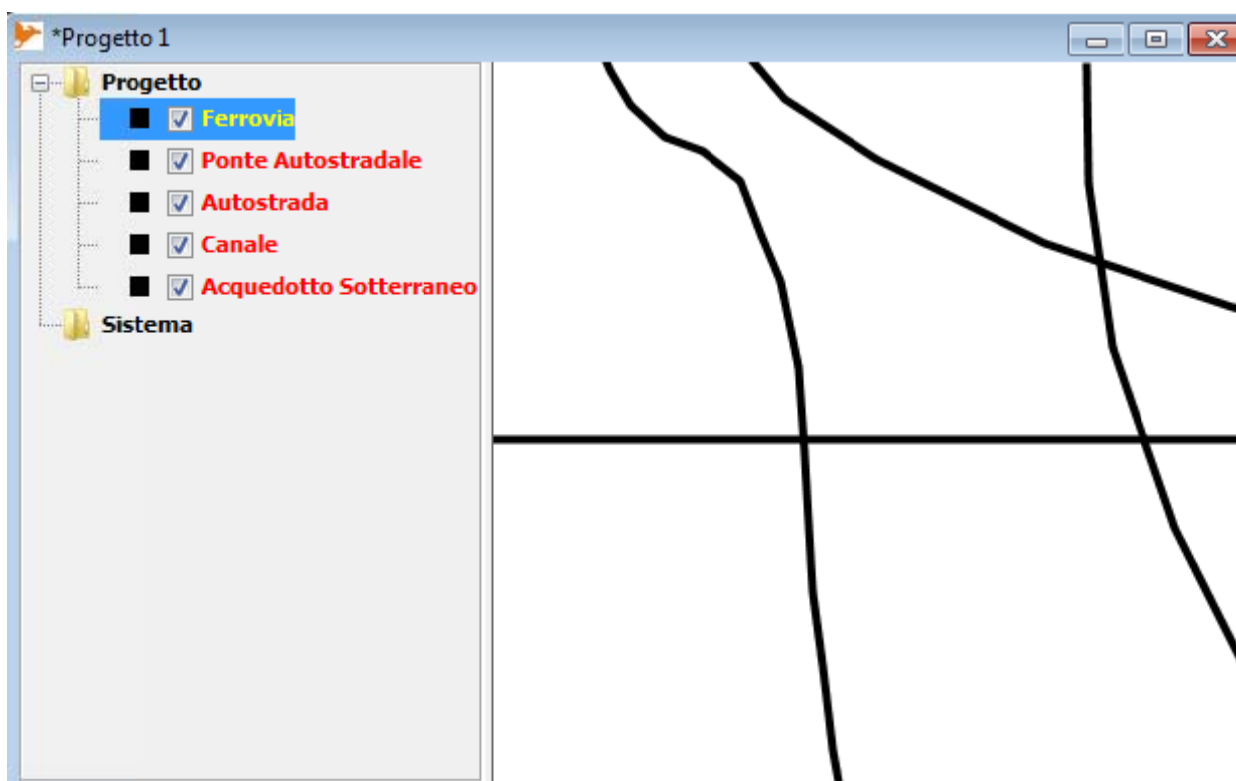 *Progetto 1
Progetto
Ferrovia
Ponte Autostradale
Autostrada
Canale
Acquedotto Sotterraneo
Sistema